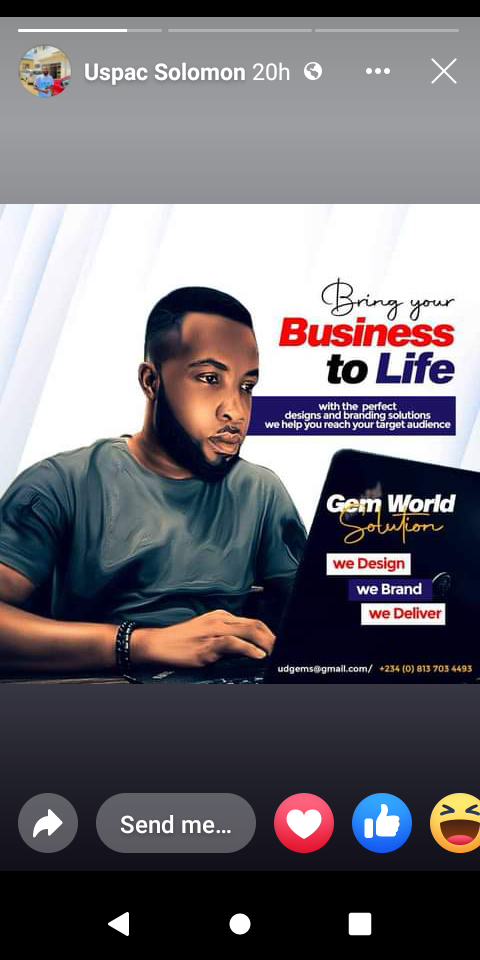 Uspac Solomon 20h
Bring your
Business
to Life
with the perfect
designs and branding solutions
we help you reach your target audience
Gem World
Solution
we Design
we Brand
we Deliver
udgems@gmail.com/ +234 (0) 813 703 4493
Send me...